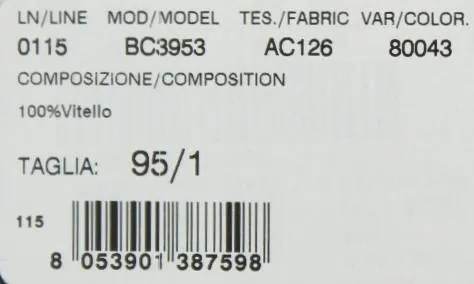 LN/LINE MOD/MODEL TES./FABRIC VAR/COLOR.
0115 BC3953 AC126 80043
COMPOSIZIONE/COMPOSITION
100%Vitello
TAGLIA: 95/1
115
8 053901 387598